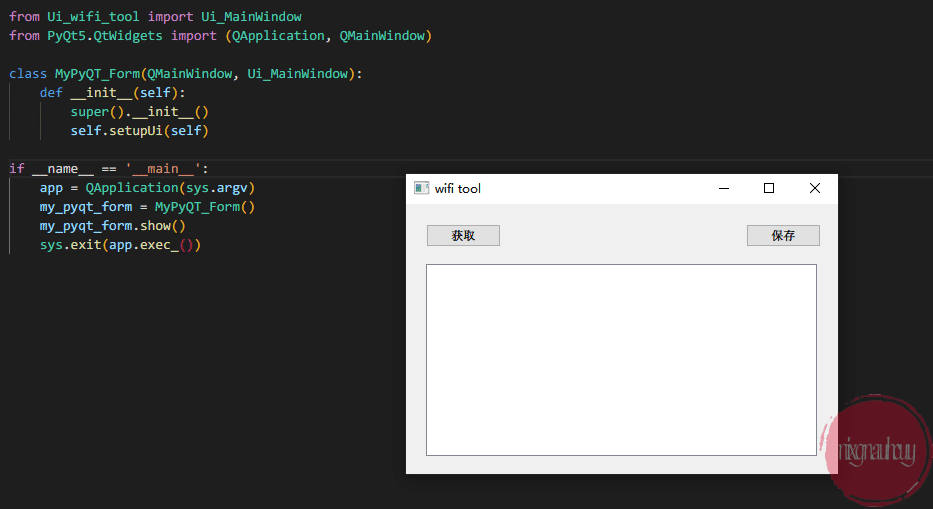 from Ui_wifi_tool import Ui_MainWindow
from PyQt5.QtWidgets import (QApplication, QMainWindow)
class MyPyQT_Form(QMainWindow, Ui_MainWindow):
def __init__(self):
super().__init__()
self.setupUi(self)
if __name__ == '__main__':
app = QApplication(sys.argv)
my_pyqt_form = MyPyQT_Form()
my_pyqt_form.show()
sys.exit(app.exec_())
wifi tool
获取
保存